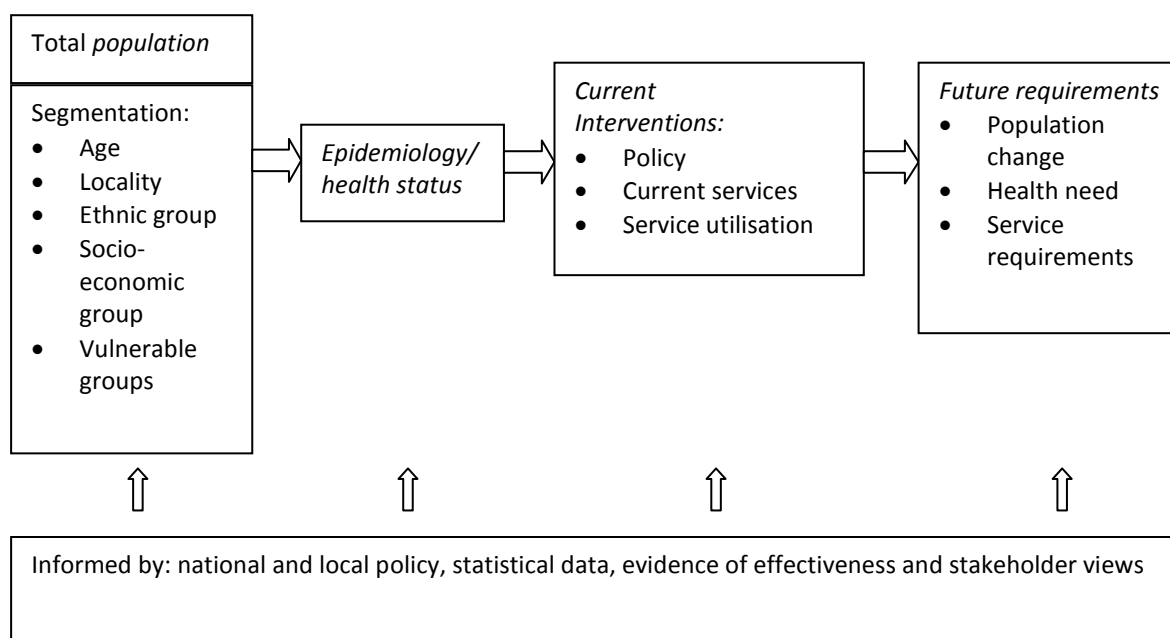 Total population
Segmentation:
• Age
• Locality
• Ethnic group
• Socio-
economic
group
• Vulnerable
groups
Epidemiology/
health status
Current
Interventions:
• Policy
• Current services
• Service utilisation
Future requirements
• Population
change
• Health need
• Service
requirements
Informed by: national and local policy, statistical data, evidence of effectiveness and stakeholder views